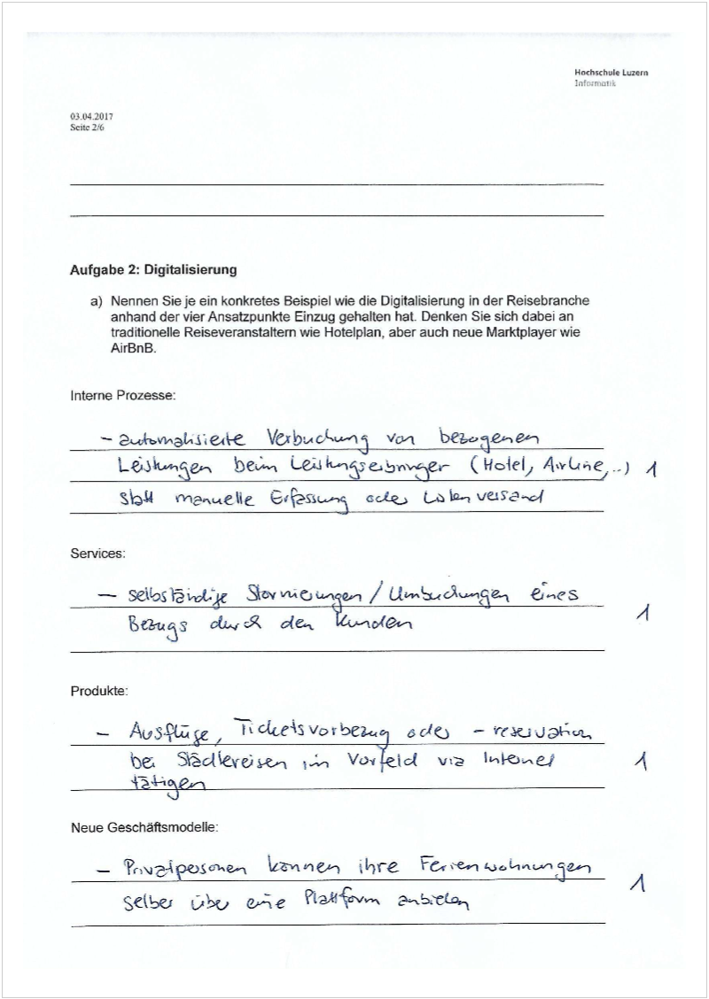 Hochschule Luzern
Informatik
03.04.2017
Seite 2/6
Aufgabe 2: Digitalisierung
a) Nennen Sie je ein konkretes Beispiel wie die Digitalisierung in der Reisebranche
anhand der vier Ansatzpunkte Einzug gehalten hat. Denken Sie sich dabei an
traditionelle Reiseveranstaltern wie Hotelplan, aber auch neue Marktplayer wie
AirBnB.
Interne Prozesse:
- automatisierte Verbuchung von bezogenen
Leistungen beim Leistungserbringer (Hotel, Airline,..) 1
statt manuelle Erfassung oder Listenversand
Services:
- selbständige Stornierungen / Umbuchungen eines
Bezugs durch den Kunden 1
Produkte:
- Ausflüge, Ticketsvorbezug oder -reservation
bei Städtereisen im Vorfeld via Internet 1
tätigen
Neue Geschäftsmodelle:
- Privatpersonen können ihre Ferienwohnungen
selber über eine Plattform anbieten 1